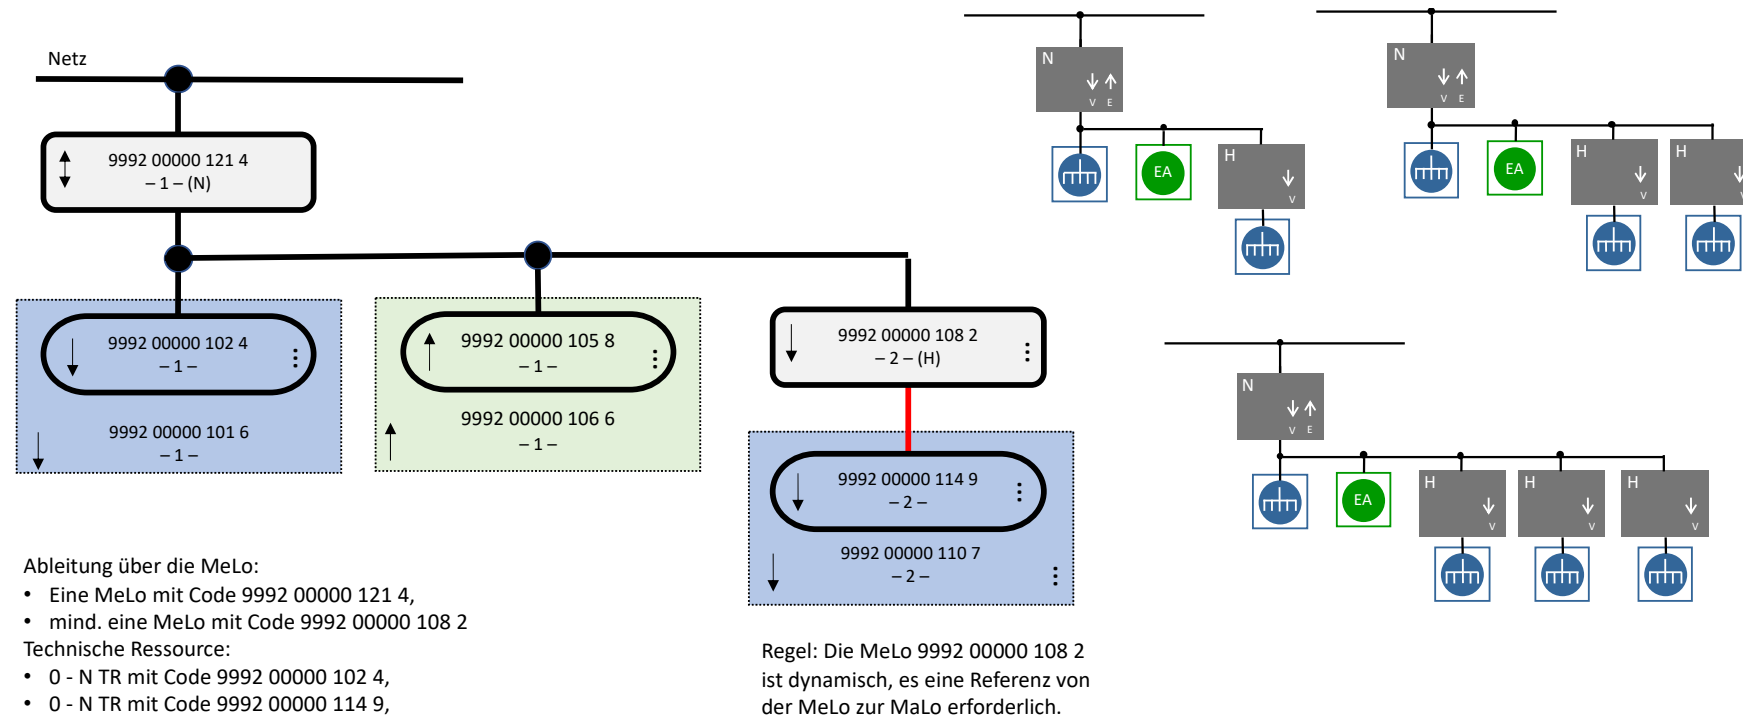 Netz
9992 00000 121 4
– 1 – (N)
9992 00000 102 4
– 1 –
9992 00000 101 6
– 1 –
9992 00000 105 8
– 1 –
9992 00000 106 6
– 1 –
9992 00000 108 2
– 2 – (H)
9992 00000 114 9
– 2 –
9992 00000 110 7
– 2 –
Ableitung über die MeLo:
• Eine MeLo mit Code 9992 00000 121 4,
• mind. eine MeLo mit Code 9992 00000 108 2
Technische Ressource:
• 0 - N TR mit Code 9992 00000 102 4,
• 0 - N TR mit Code 9992 00000 114 9,
Regel: Die MeLo 9992 00000 108 2
ist dynamisch, es eine Referenz von
der MeLo zur MaLo erforderlich.
N
V E
EA
H
V
N
V E
EA
H
V
H
V
N
V E
EA
H
V
H
V
H
V